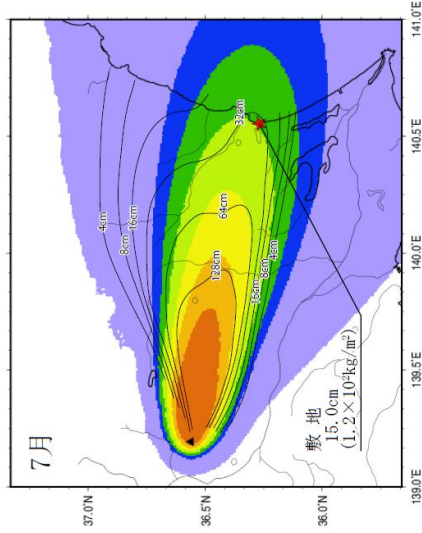 7月
4cm
8cm
16cm
32cm
64cm
128cm
16cm
8cm
4cm
敷 地
15.0cm
(1.2×10²kg/m²)
37.0°N
36.5°N
36.0°N
139.0°E
139.5°E
140.0°E
140.5°E
141.0°E